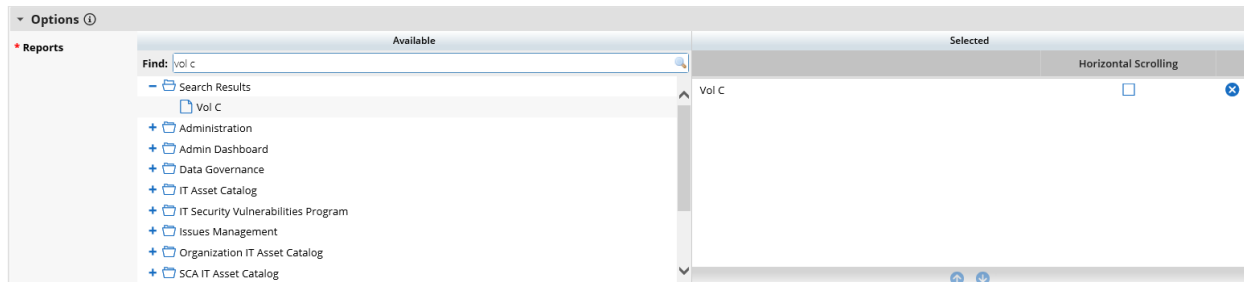 Options
* Reports
Available
Find: vol c
Search Results
Vol C
Administration
Admin Dashboard
Data Governance
IT Asset Catalog
IT Security Vulnerabilities Program
Issues Management
Organization IT Asset Catalog
SCA IT Asset Catalog
Selected
Horizontal Scrolling
Vol C